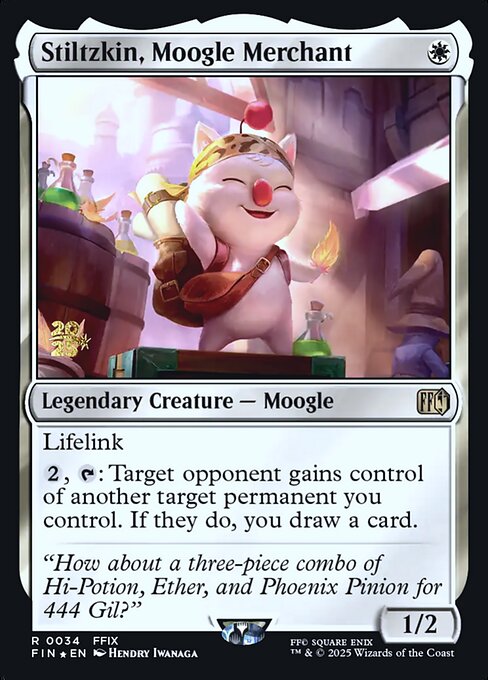 Stiltzkin, Moogle Merchant
Legendary Creature — Moogle
FF
Lifelink
2, : Target opponent gains control
of another target permanent you
control. If they do, you draw a card.
“How about a three-piece combo of
Hi-Potion, Ether, and Phoenix Pinion for
444 Gil?”
1/2
R 0034 FFIX
FIN ★ EN Hendry Iwanaga
FF© SQUARE ENIX
™ & © 2025 Wizards of the Coast